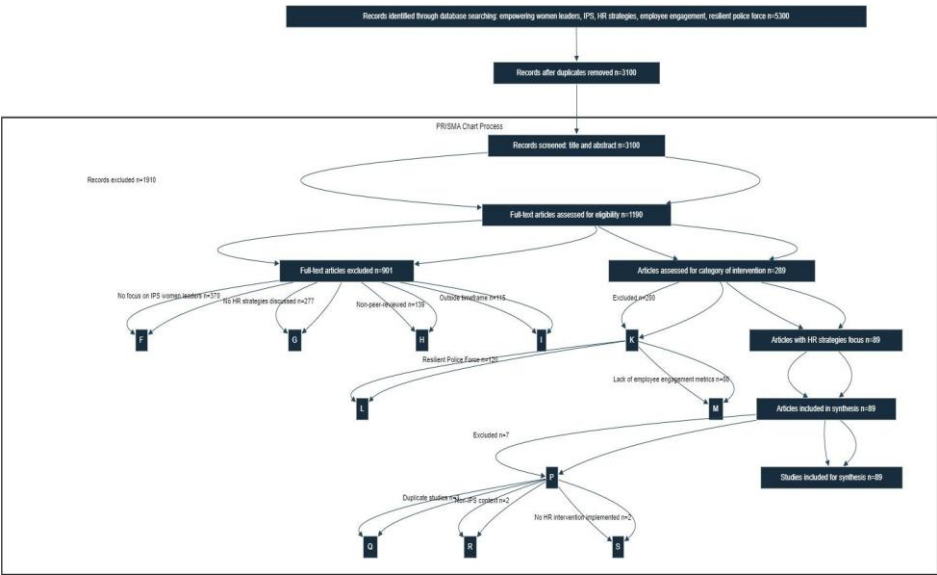 Records identified through database searching: empowering women leaders, IPS, HR strategies, employee engagement, resilient police force n=5300
Records after duplicates removed n=3100
PRISMA Chart Process
Records screened: title and abstract n=3100
Records excluded n=1910
Full-text articles assessed for eligibility n=1190
Full-text articles excluded n=901
Articles assessed for category of intervention n=289
No focus on IPS women leaders n=370
No HR strategies discussed n=277
Non-peer-reviewed n=139
Outside timeframe n=115
Excluded n=200
F
G
H
I
K
Articles with HR strategies focus n=89
Resilient Police Force
Lack of employee engagement metrics
L
M
Articles included in synthesis n=89
Excluded n=7
P
Studies included for synthesis n=89
Duplicate studies
Non-IPS context n=2
No HR intervention implemented n=2
Q
R
S